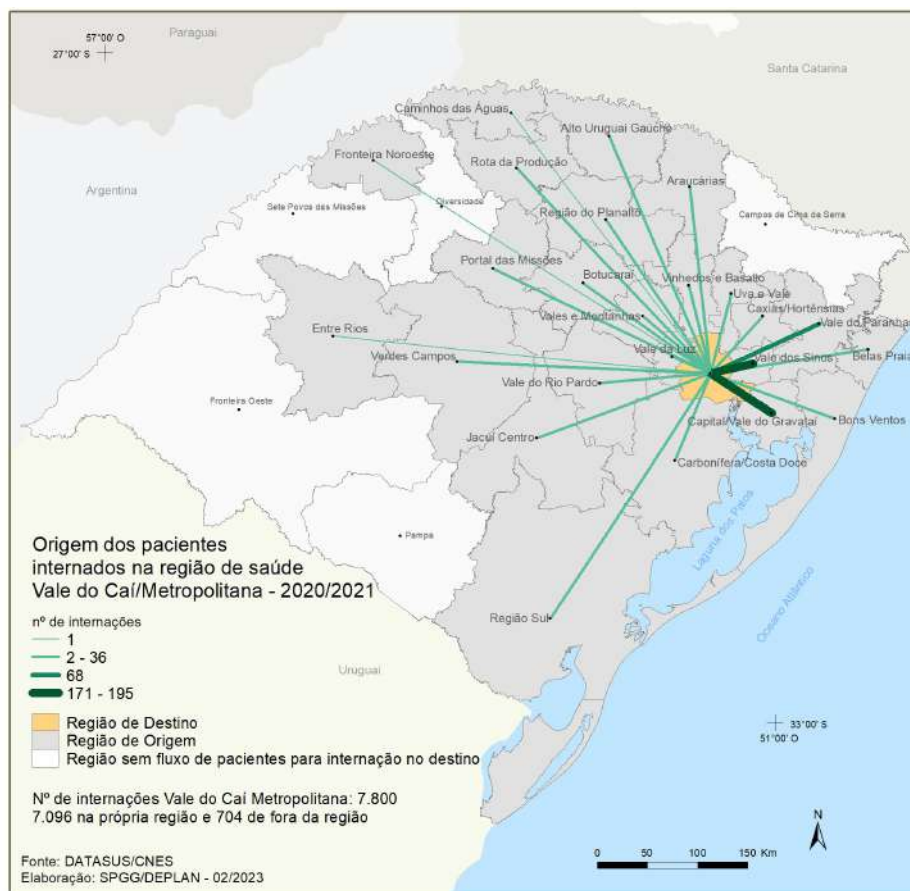 57°00' O
27°00' S
Paraguai
Santa Catarina
Argentina
Caminhos das Águas
Alto Uruguai Gaúcho
Fronteira Noroeste
Rota da Produção
Araucárias
Sete Povos das Missões
Diversidade
Região do Planalto
Campos de Cima da Serra
Portal das Missões
Botucaraí
Vinhedos e Basalto
Uva e Vale
Caxias/Hortênsias
Vales e Montanhas
Vale do Paranhana
Entre Rios
Verdes Campos
Vale da Luz
Vale dos Sinos
Belas Praias
Vale do Rio Pardo
Fronteira Oeste
Capital/Vale do Gravataí
Bons Ventos
Jacuí Centro
Carbonífera/Costa Doce
Pampa
Laguna dos Patos
Oceano Atlântico
Região Sul
Uruguai
33°00' S
51°00' O
Origem dos pacientes
internados na região de saúde
Vale do Caí/Metropolitana - 2020/2021
nº de internações
1
2 - 36
68
171 - 195
Região de Destino
Região de Origem
Região sem fluxo de pacientes para internação no destino
Nº de internações Vale do Caí Metropolitana: 7.800
7.096 na própria região e 704 de fora da região
Fonte: DATASUS/CNES
Elaboração: SPGG/DEPLAN - 02/2023
N
0 50 100 150 Km